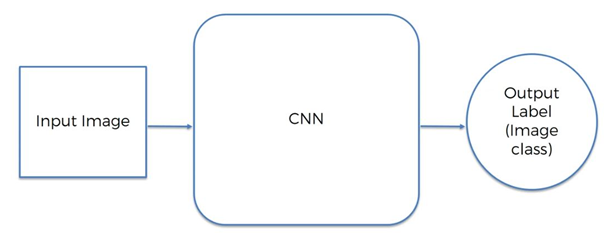 Input Image
CNN
Output
Label
(Image
class)